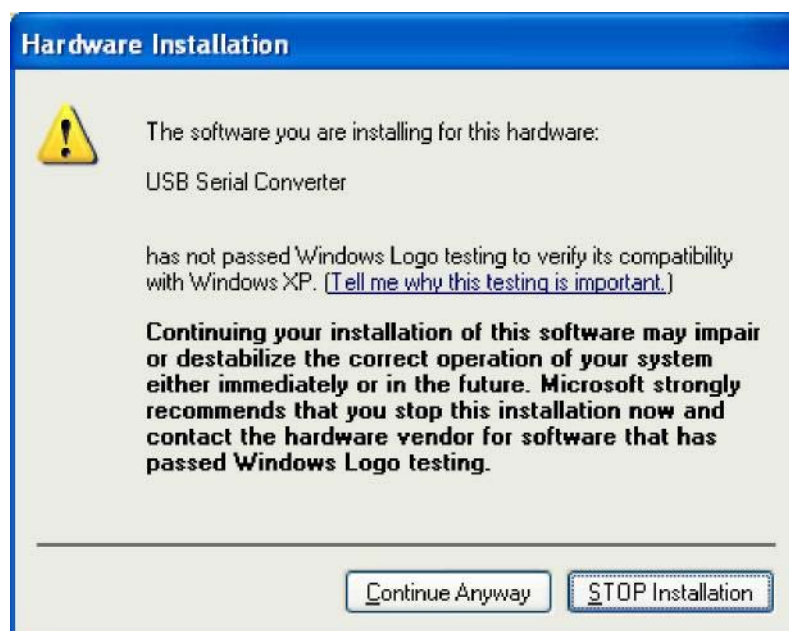 Hardware Installation
The software you are installing for this hardware:
USB Serial Converter
has not passed Windows Logo testing to verify its compatibility
with Windows XP. (Tell me why this testing is important.)
Continuing your installation of this software may impair
or destabilize the correct operation of your system
either immediately or in the future. Microsoft strongly
recommends that you stop this installation now and
contact the hardware vendor for software that has
passed Windows Logo testing.
Continue Anyway
STOP Installation